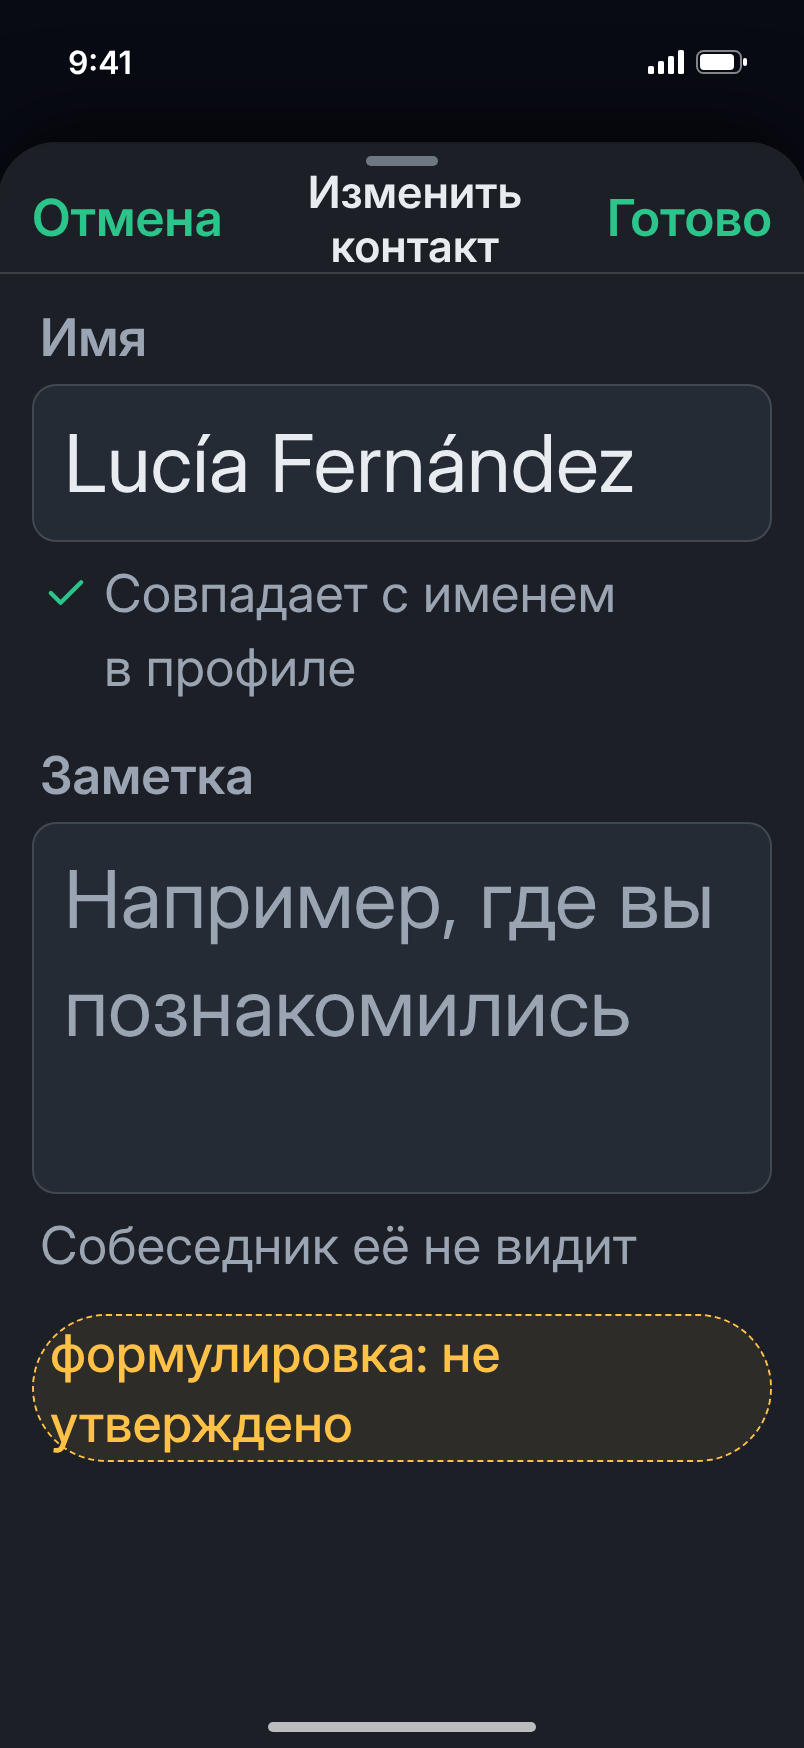 9:41
Отмена
Изменить
контакт
Готово
Имя
Lucía Fernández
Совпадает с именем
в профиле
Заметка
Например, где вы
познакомились
Собеседник её не видит
формулировка: не
утверждено